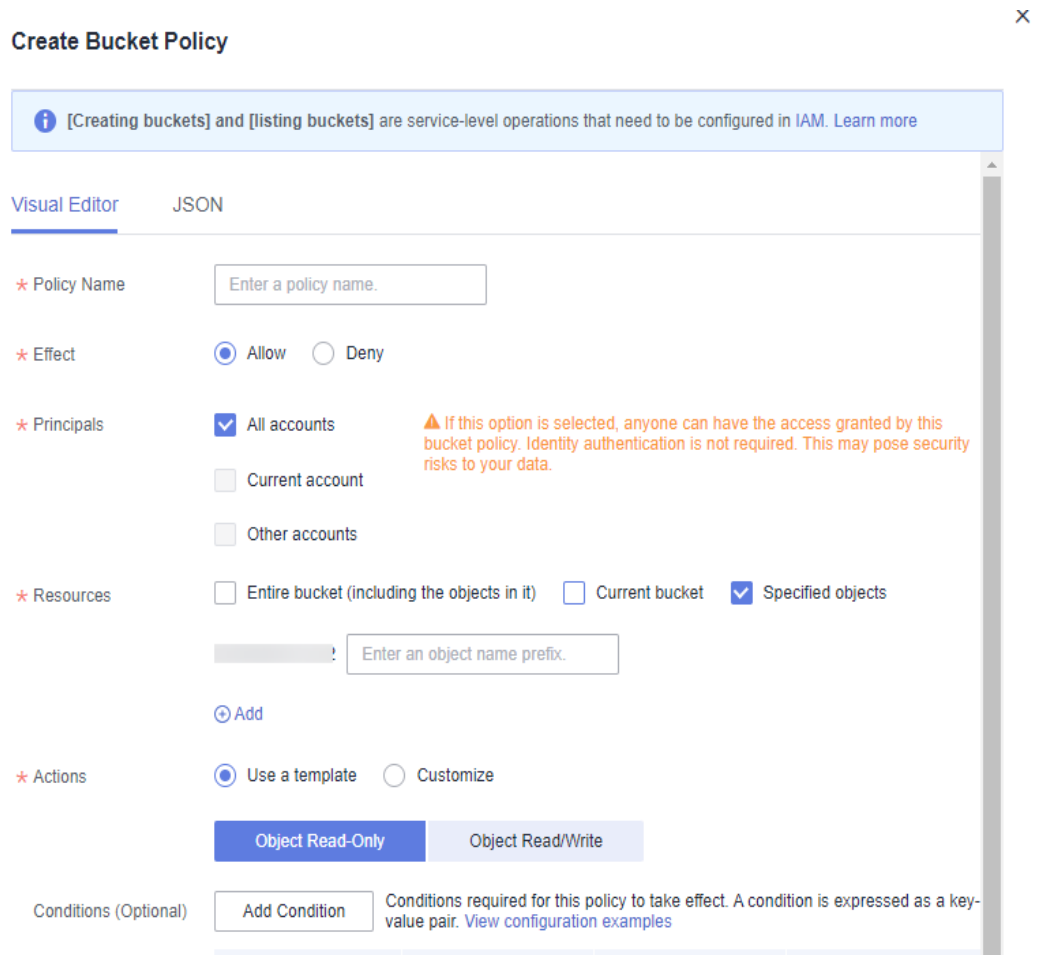 Create Bucket Policy
[Creating buckets] and [listing buckets] are service-level operations that need to be configured in IAM. Learn more
Visual Editor JSON
* Policy Name Enter a policy name.
* Effect Allow Deny
* Principals All accounts If this option is selected, anyone can have the access granted by this
bucket policy. Identity authentication is not required. This may pose security
risks to your data.
Current account
Other accounts
* Resources Entire bucket (including the objects in it) Current bucket Specified objects
Enter an object name prefix.
Add
* Actions Use a template Customize
Object Read-Only Object Read/Write
Conditions (Optional) Add Condition Conditions required for this policy to take effect. A condition is expressed as a key-
value pair. View configuration examples